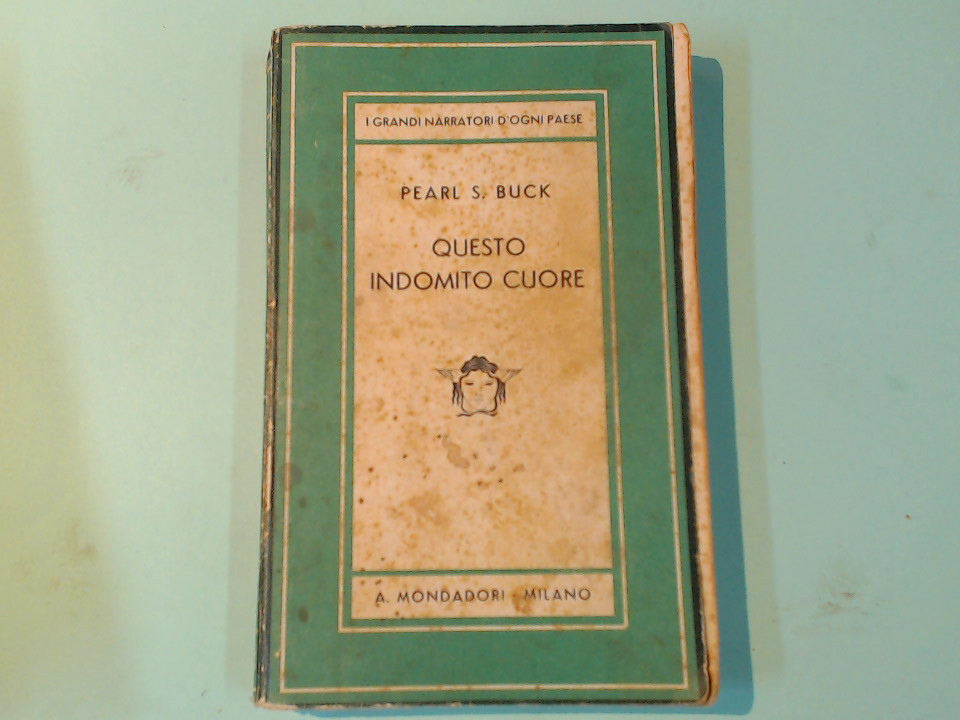 I GRANDI NARRATORI D'OGNI PAESE
PEARL S. BUCK
QUESTO
INDOMITO CUORE
A. MONDADORI - MILANO